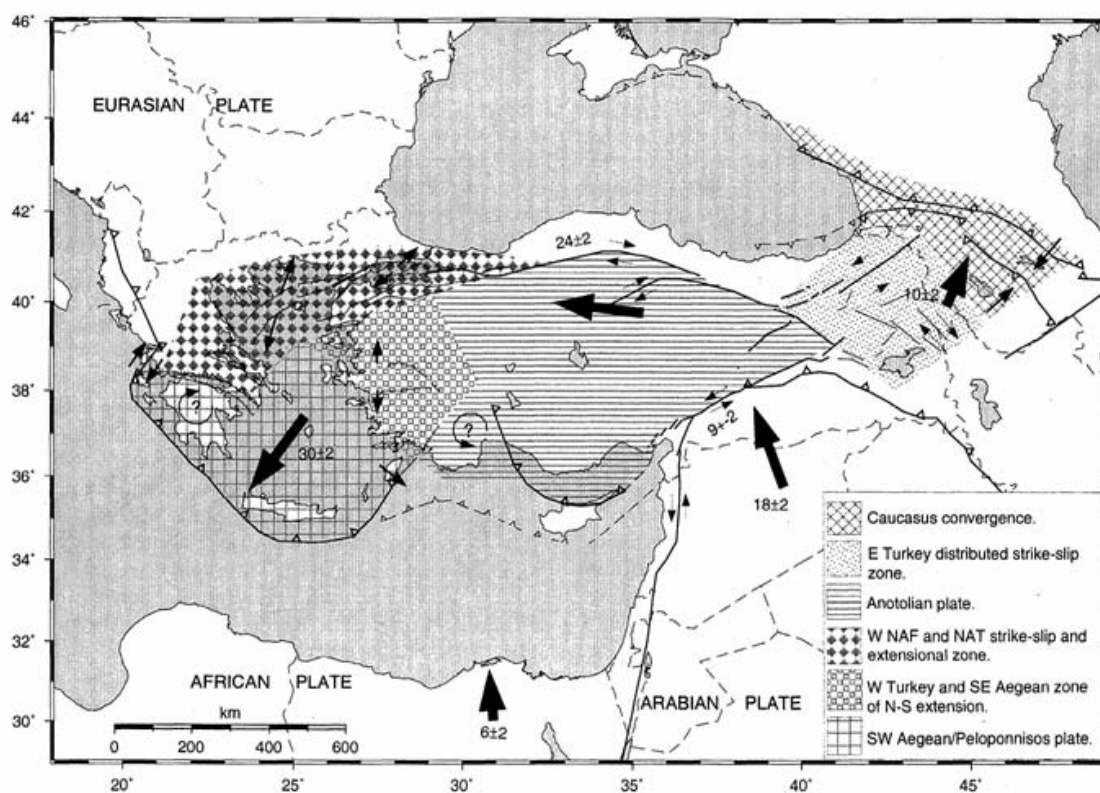 46˚
45˚
44˚
42˚
40˚
38˚
36˚
34˚
33˚
32˚
31˚
30˚
EURASIAN PLATE
24±2
10±2
?
30±2
?
9+-2
18±2
6±2
AFRICAN PLATE
ARABIAN PLATE
km
0 200 400 600
20˚ 25˚ 30˚ 35˚ 40˚ 45˚
Caucasus convergence.
E Turkey distributed strike-slip
zone.
Anotolian plate.
W NAF and NAT strike-slip and
extensional zone.
W Turkey and SE Aegean zone
of N-S extension.
SW Aegean/Peloponnisos plate.